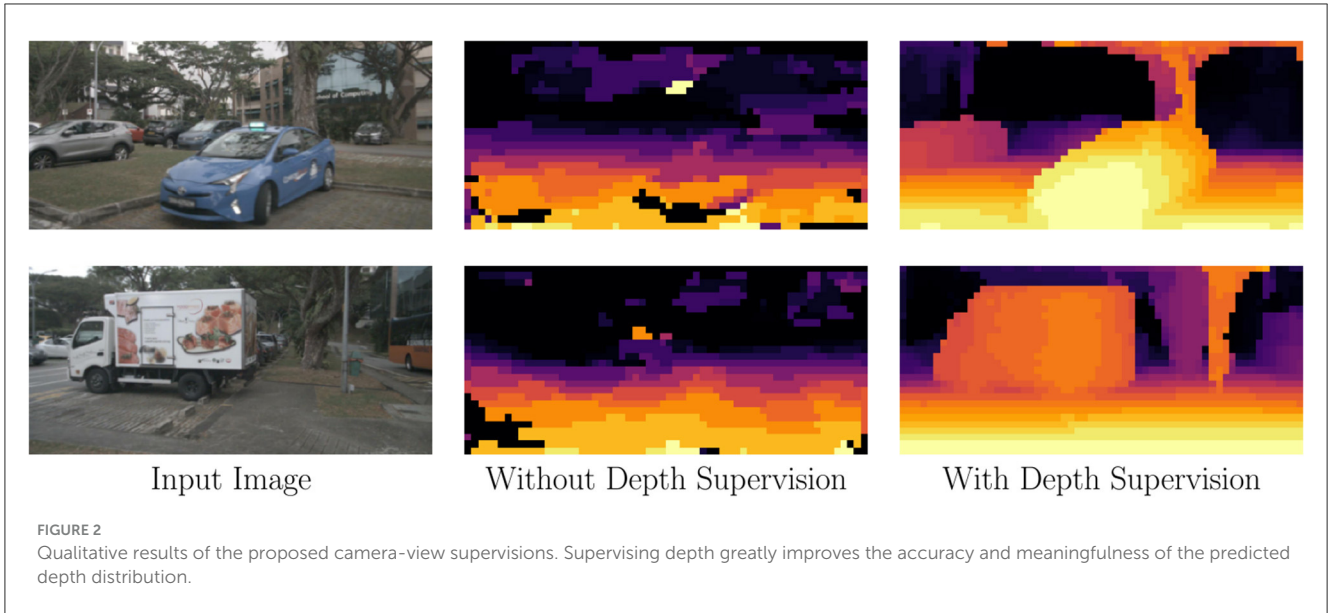 Input Image
Without Depth Supervision
With Depth Supervision
FIGURE 2
Qualitative results of the proposed camera-view supervisions. Supervising depth greatly improves the accuracy and meaningfulness of the predicted
depth distribution.